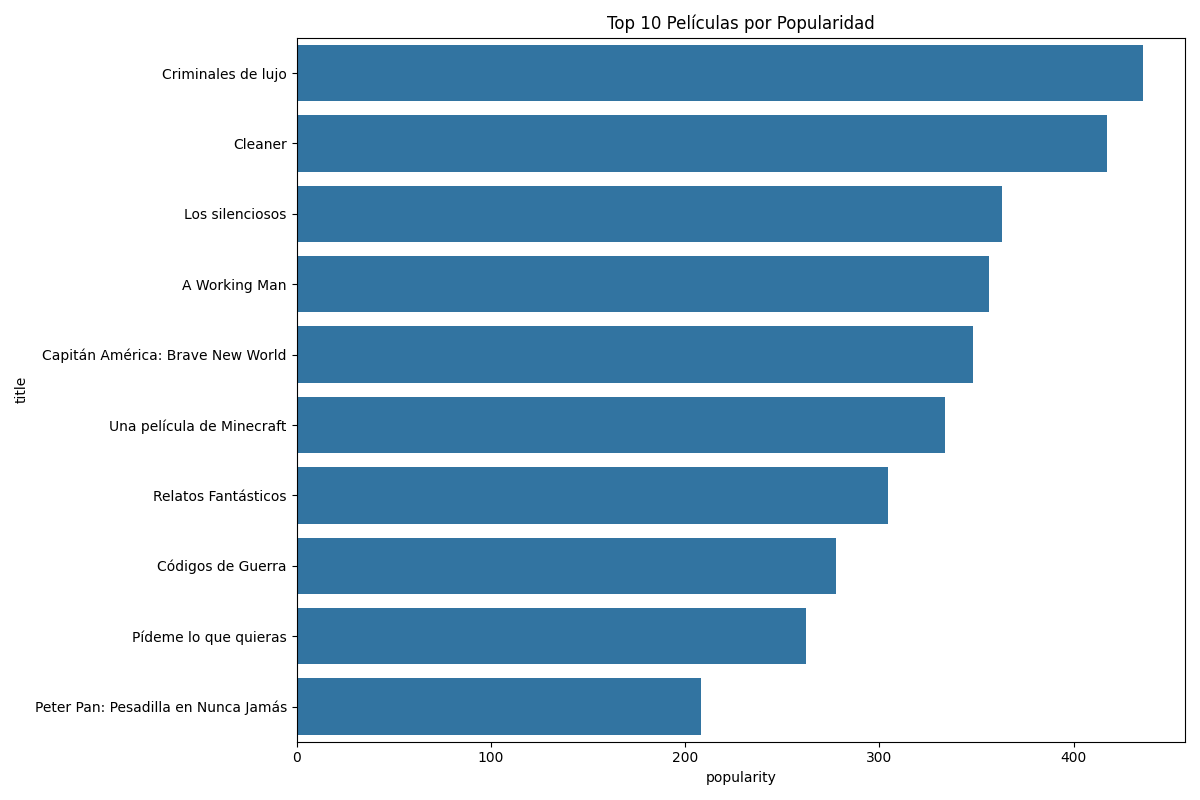 Top 10 Películas por Popularidad
Criminales de lujo
Cleaner
Los silenciosos
A Working Man
Capitán América: Brave New World
Una película de Minecraft
Relatos Fantásticos
Códigos de Guerra
Pídeme lo que quieras
Peter Pan: Pesadilla en Nunca Jamás
title
0 100 200 300 400
popularity